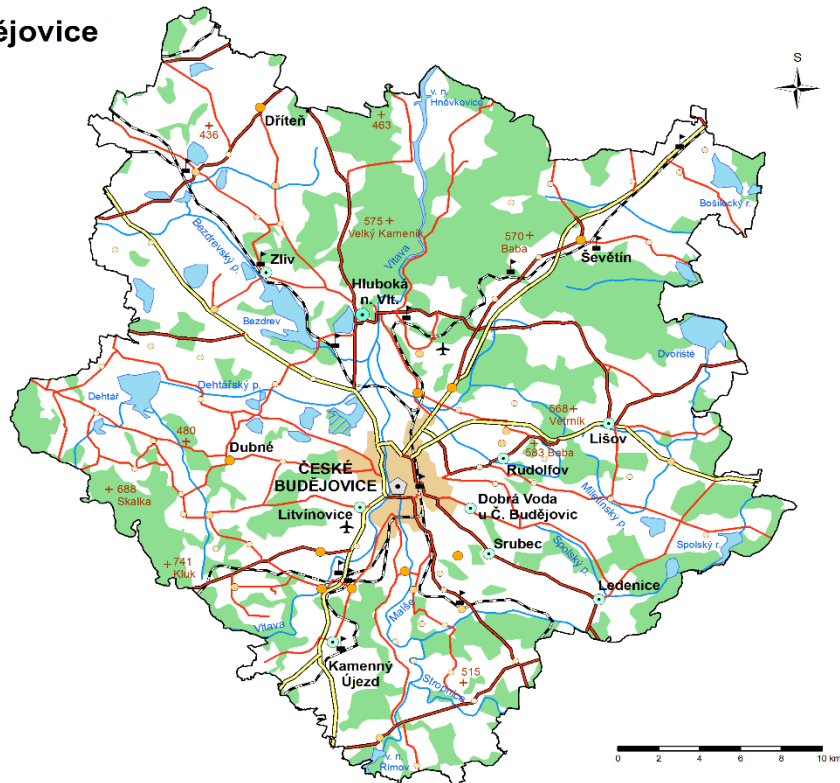 ějovice
S
v. n.
Hněvkovice
463
Dříteň
436
Bošilecký r.
575
Velký Kameník
Vltava
570
Baba
Ševětín
Bezdrevský p.
Zliv
Hluboká
n. Vlt.
Bezdrev
Dvořiště
Dehtářský p.
Dehtář
568
Větrník
480
Lišov
583 Baba
Dubné
Rudolfov
ČESKÉ
BUDĚJOVICE
688
Skalka
Miletínský p.
Litvínovice
Dobrá Voda
u Č. Budějovic
Srubec
Spolský r.
Spolský p.
741
Kluk
Ledenice
Malše
Vltava
Kamenný
Újezd
515
Stropnice
v. n.
Římov
0 2 4 6 8 10 km